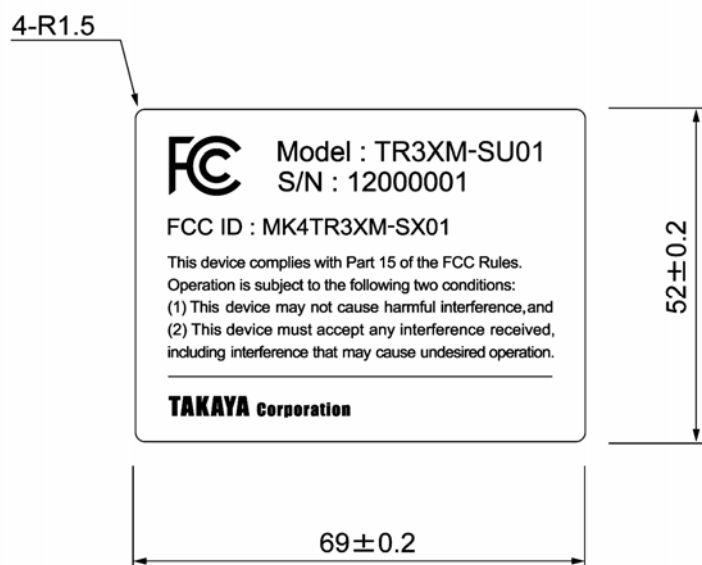 4-R1.5
FC
Model : TR3XM-SU01
S/N : 12000001
FCC ID : MK4TR3XM-SX01
This device complies with Part 15 of the FCC Rules.
Operation is subject to the following two conditions:
(1) This device may not cause harmful interference,and
(2) This device must accept any interference received,
including interference that may cause undesired operation.
TAKAYA Corporation
52±0.2
69±0.2